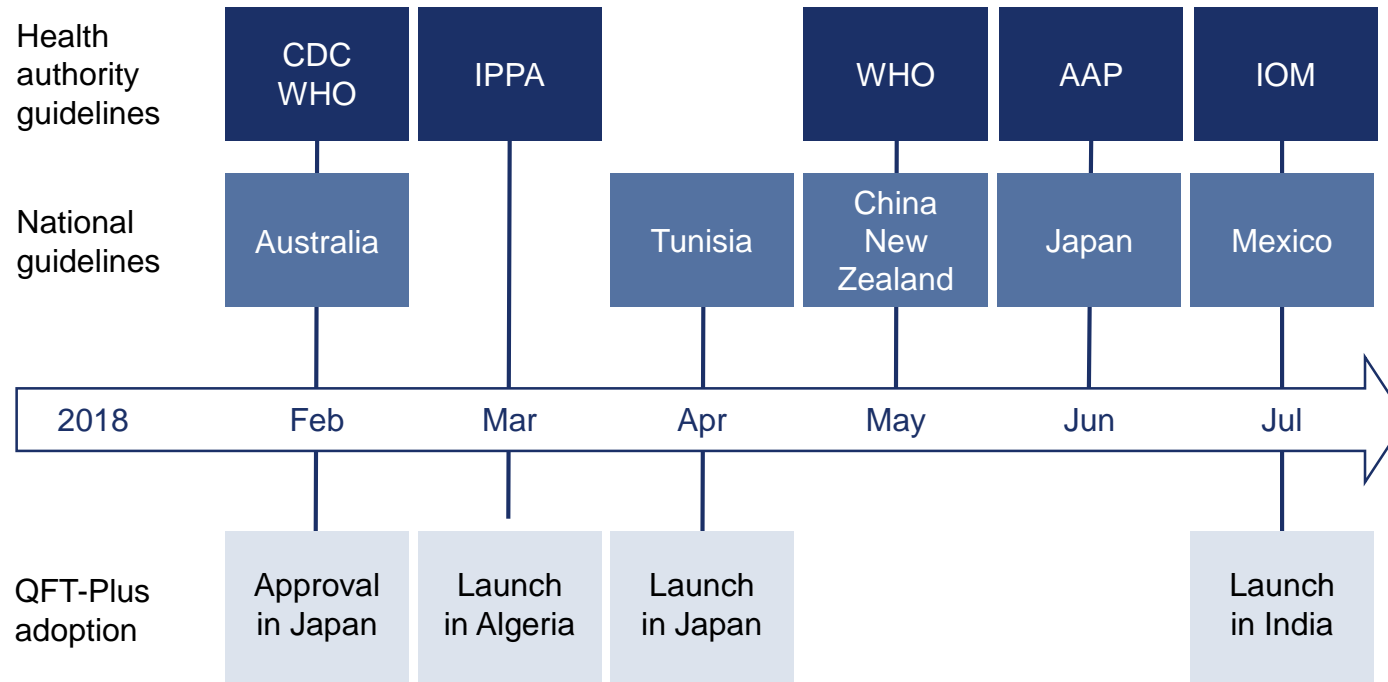 Health
authority
guidelines
CDC
WHO
IPPA
WHO
AAP
IOM
National
guidelines
Australia
Tunisia
China
New
Zealand
Japan
Mexico
2018
Feb
Mar
Apr
May
Jun
Jul
QFT-Plus
adoption
Approval
in Japan
Launch
in Algeria
Launch
in Japan
Launch
in India